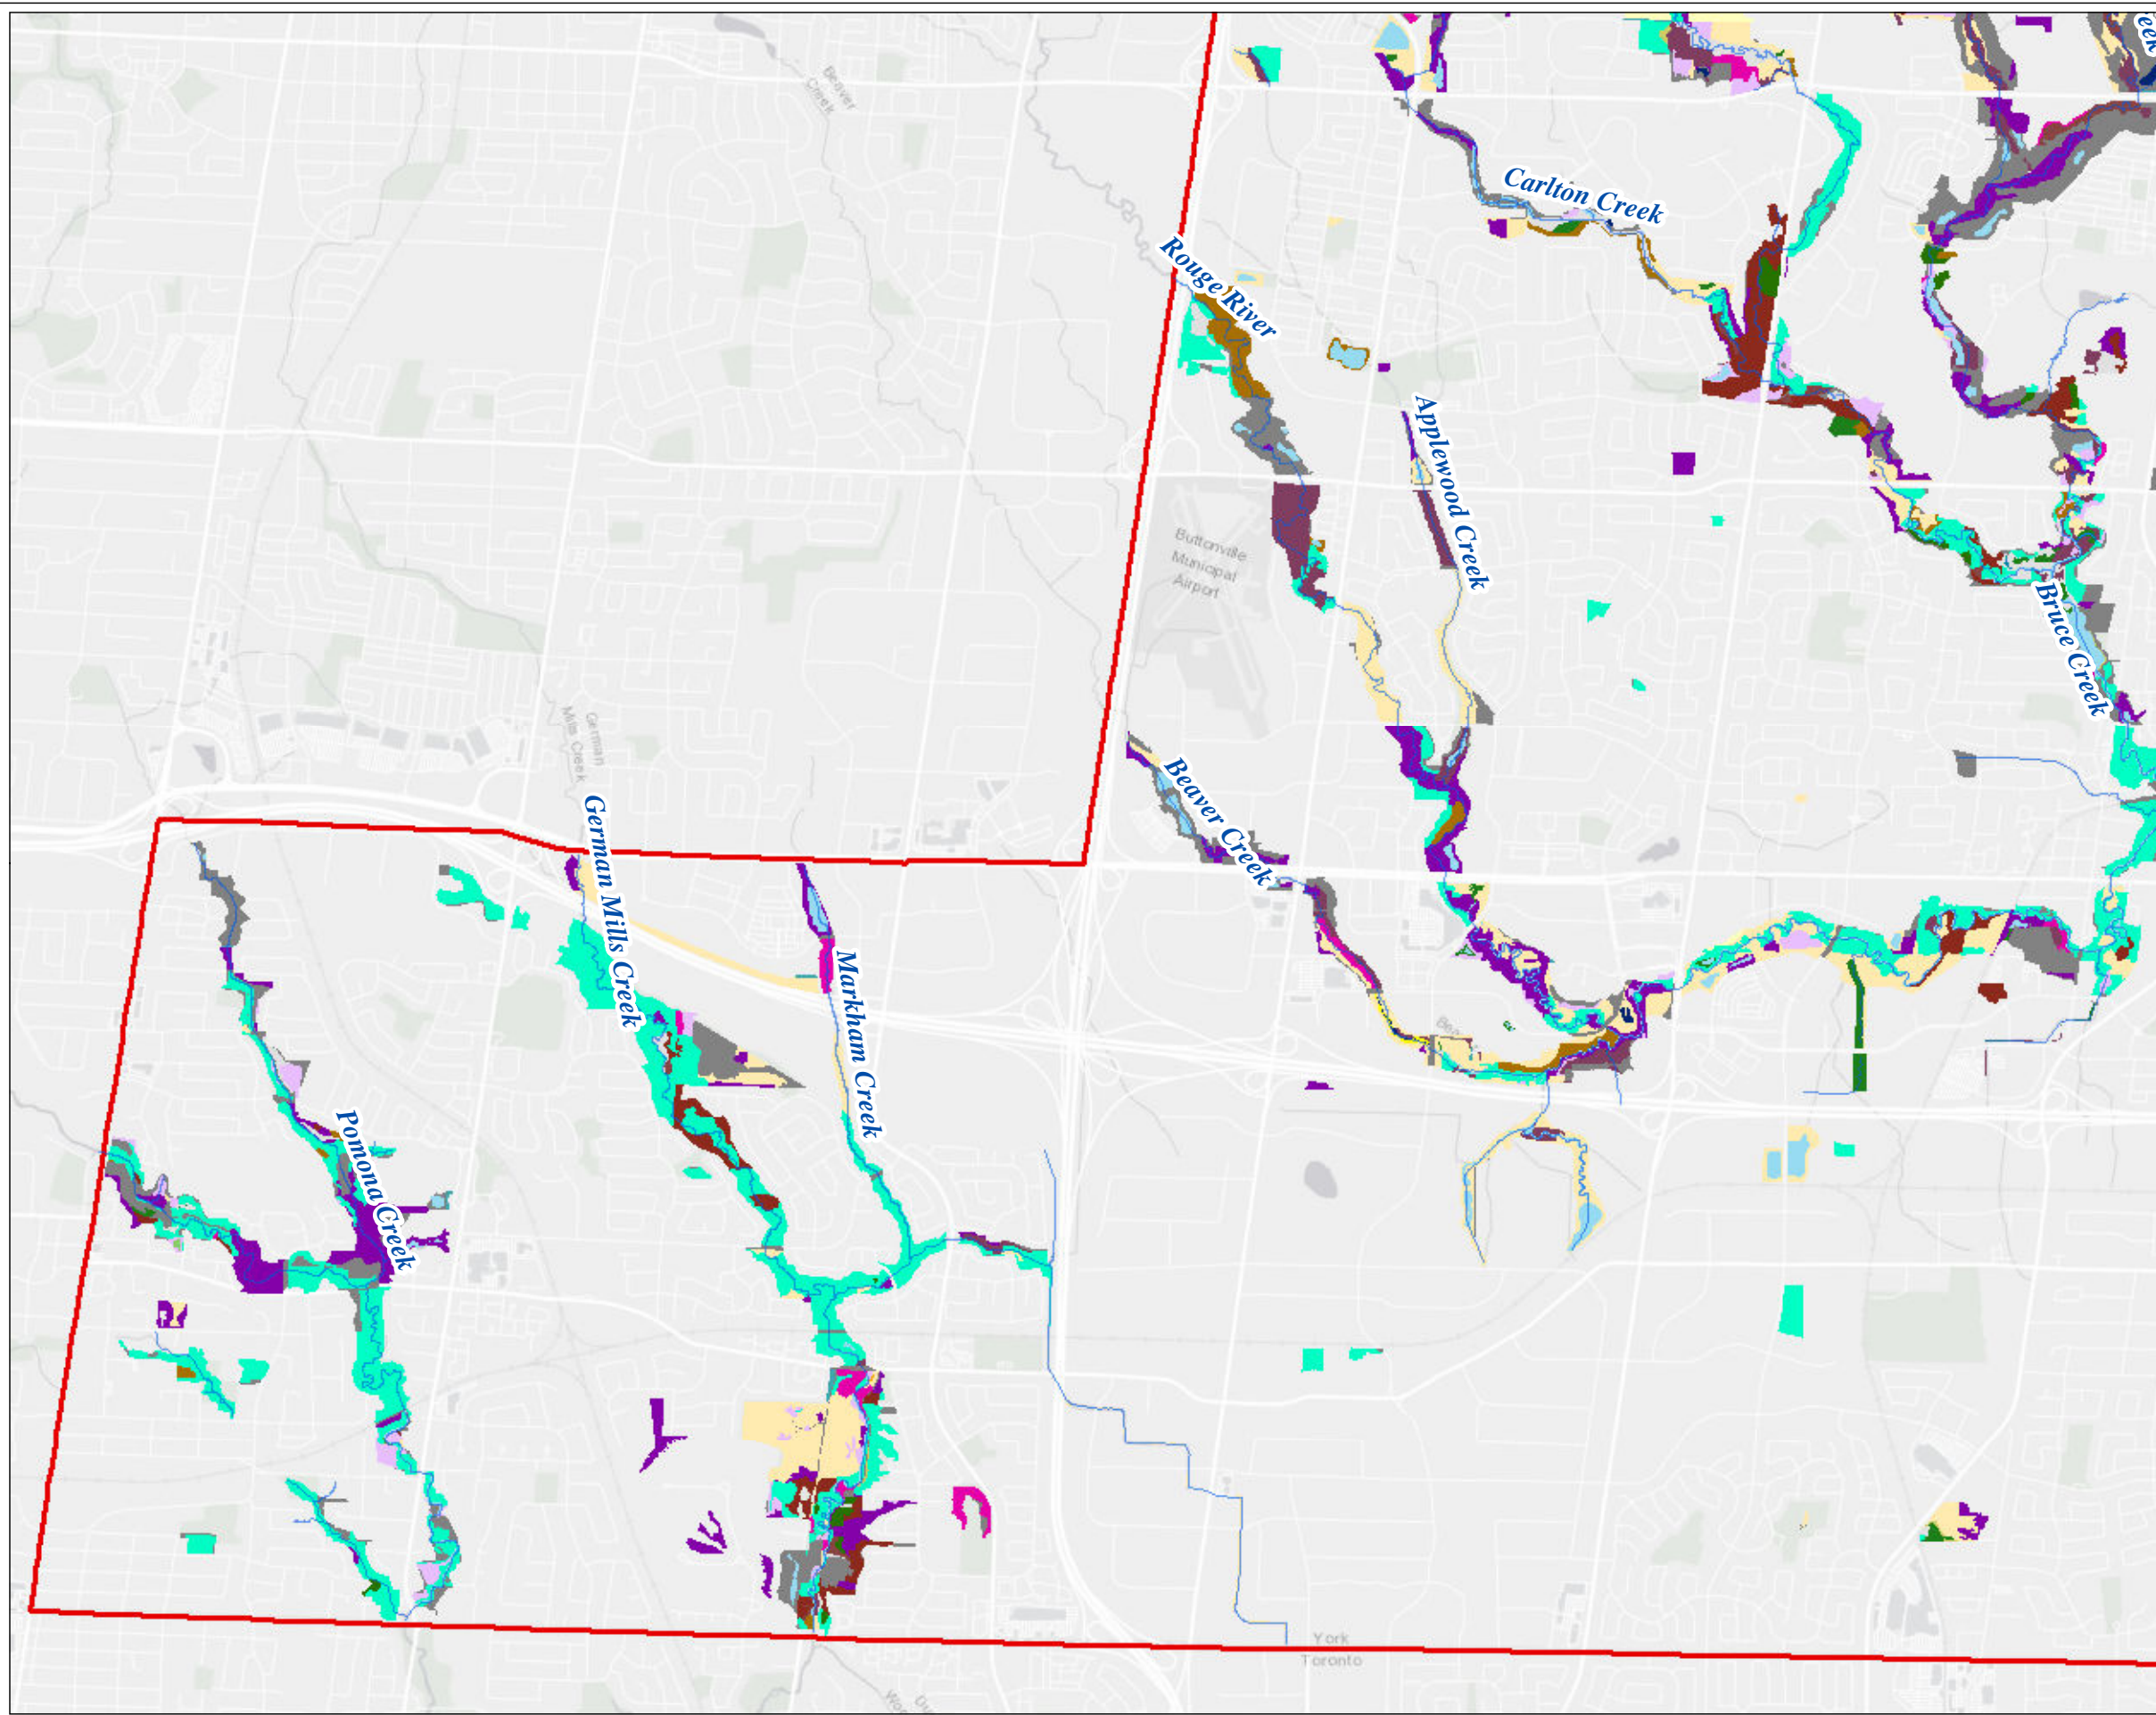 Beaver
Creek
eek
Carlton Creek
Rouge River
Applewood Creek
Buttonville
Municipal
Airport
Bruce Creek
German
Mills Creek
Beaver Creek
German Mills Creek
Markham Creek
Pomona Creek
York
Toronto